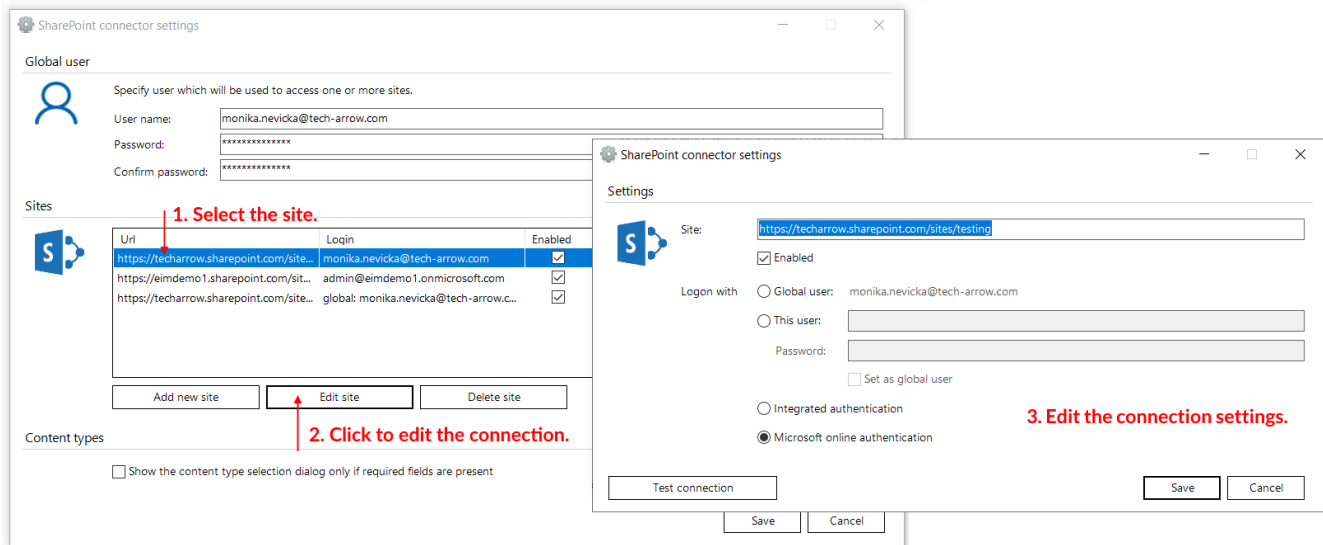 SharePoint connector settings
Global user
Specify user which will be used to access one or more sites.
User name: monika.nevicka@tech-arrow.com
Password: **************
Confirm password: **************
Sites
1. Select the site.
Url Login Enabled
https://techarrow.sharepoint.com/site... monika.nevicka@tech-arrow.com
https://eimdemo1.sharepoint.com/sit... admin@eimdemo1.onmicrosoft.com
https://techarrow.sharepoint.com/site... global: monika.nevicka@tech-arrow.c...
Add new site Edit site Delete site
2. Click to edit the connection.
Content types
Show the content type selection dialog only if required fields are present
Save Cancel
SharePoint connector settings
Settings
Site: https://techarrow.sharepoint.com/sites/testing
Enabled
Logon with Global user: monika.nevicka@tech-arrow.com
This user:
Password:
Set as global user
Integrated authentication
3. Edit the connection settings.
Microsoft online authentication
Test connection Save Cancel